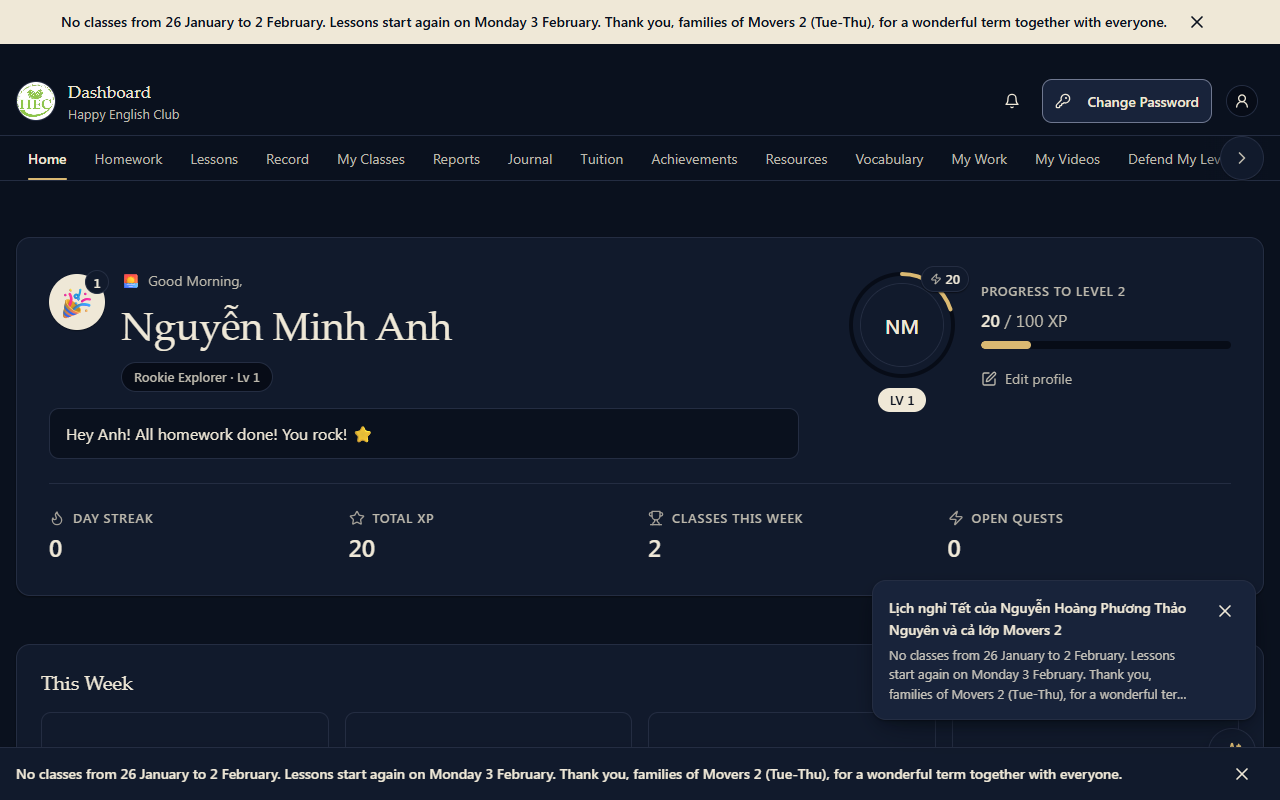 No classes from 26 January to 2 February. Lessons start again on Monday 3 February. Thank you, families of Movers 2 (Tue-Thu), for a wonderful term together with everyone.
HEC
Dashboard
Happy English Club
Change Password
Home
Homework
Lessons
Record
My Classes
Reports
Journal
Tuition
Achievements
Resources
Vocabulary
My Work
My Videos
Defend My Lev
1
Good Morning,
Nguyễn Minh Anh
Rookie Explorer · Lv 1
Hey Anh! All homework done! You rock! ⭐
20
NM
LV 1
PROGRESS TO LEVEL 2
20 / 100 XP
Edit profile
DAY STREAK
0
TOTAL XP
20
CLASSES THIS WEEK
2
OPEN QUESTS
0
Lịch nghỉ Tết của Nguyễn Hoàng Phương Thảo
Nguyên và cả lớp Movers 2
No classes from 26 January to 2 February. Lessons
start again on Monday 3 February. Thank you,
families of Movers 2 (Tue-Thu), for a wonderful ter...
This Week
No classes from 26 January to 2 February. Lessons start again on Monday 3 February. Thank you, families of Movers 2 (Tue-Thu), for a wonderful term together with everyone.